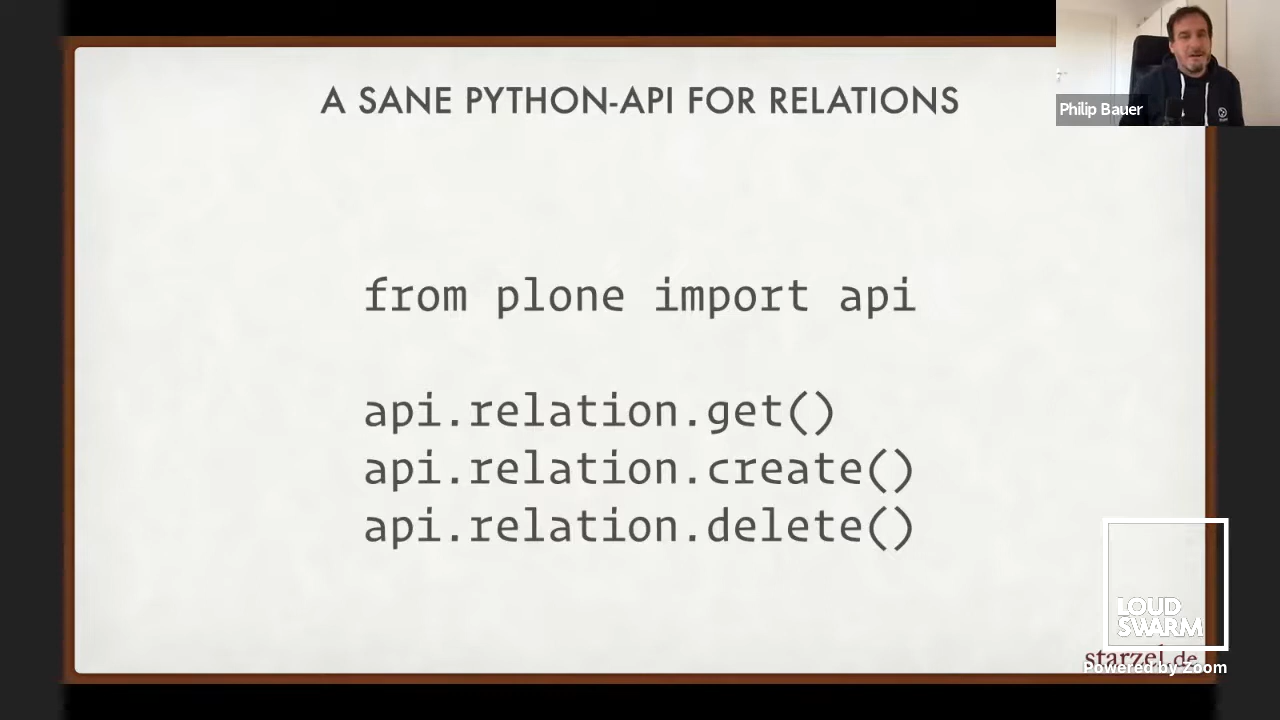 A SANE PYTHON-API FOR RELATIONS
Philip Bauer
from plone import api
api.relation.get()
api.relation.create()
api.relation.delete()
LOUD
SWARM
starzel.de
Powered by Zoom